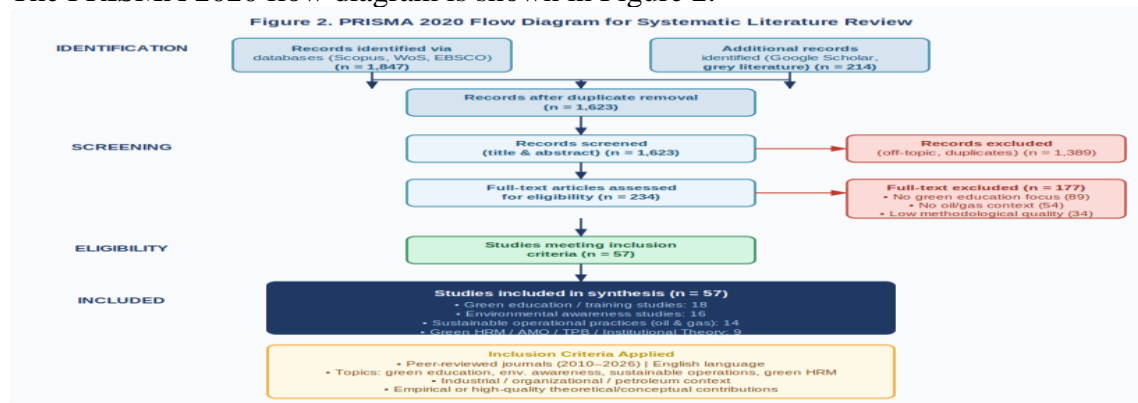 The PRISMA 2020 flow diagram is shown in Figure 2.
Figure 2. PRISMA 2020 Flow Diagram for Systematic Literature Review
IDENTIFICATION
Records identified via
databases (Scopus, WoS, EBSCO)
(n = 1,847)
Additional records
identified (Google Scholar,
grey literature) (n = 214)
Records after duplicate removal
(n = 1,623)
SCREENING
Records screened
(title & abstract) (n = 1,623)
Records excluded
(off-topic, duplicates) (n = 1,389)
Full-text articles assessed
for eligibility (n = 234)
Full-text excluded (n = 177)
• No green education focus (89)
• No oil/gas context (54)
• Low methodological quality (34)
ELIGIBILITY
Studies meeting inclusion
criteria (n = 57)
INCLUDED
Studies included in synthesis (n = 57)
• Green education / training studies: 18
• Environmental awareness studies: 16
• Sustainable operational practices (oil & gas): 14
• Green HRM / AMO / TPB / Institutional Theory: 9
Inclusion Criteria Applied
• Peer-reviewed journals (2010–2026) | English language
• Topics: green education, env. awareness, sustainable operations, green HRM
• Industrial / organizational / petroleum context
• Empirical or high-quality theoretical/conceptual contributions